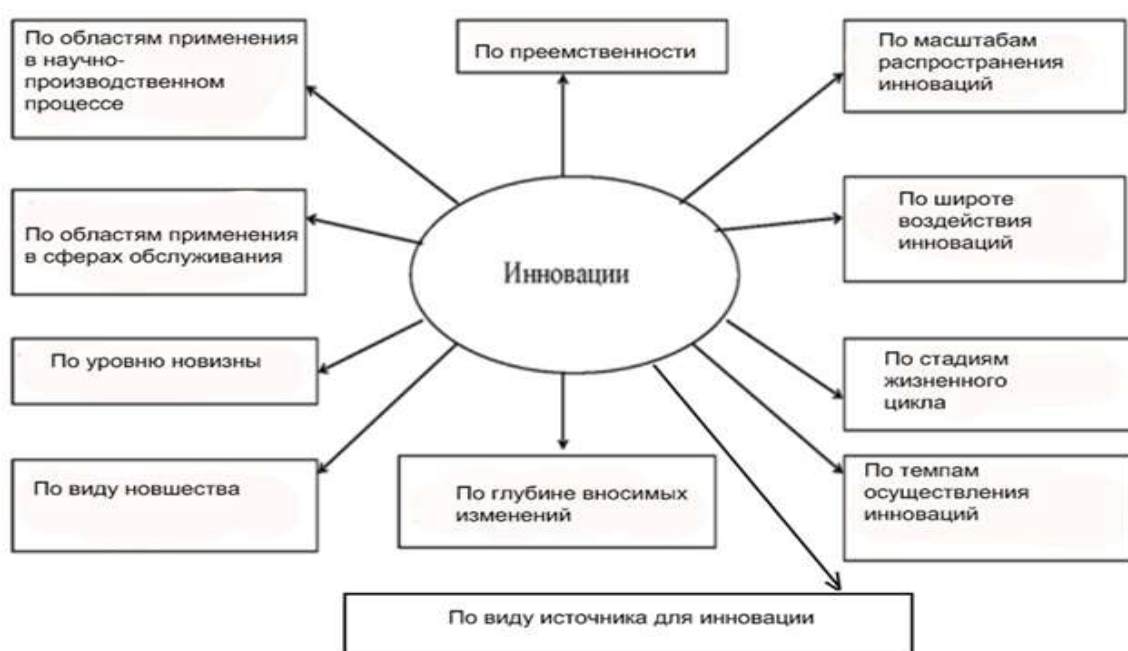 По областям применения
в научно-
производственном
процессе
По преемственности
По масштабам
распространения
инноваций
По областям применения
в сферах обслуживания
По широте
воздействия
инноваций
Инновации
По уровню новизны
По стадиям
жизненного
цикла
По виду новшества
По глубине вносимых
изменений
По темпам
осуществления
инноваций
По виду источника для инновации